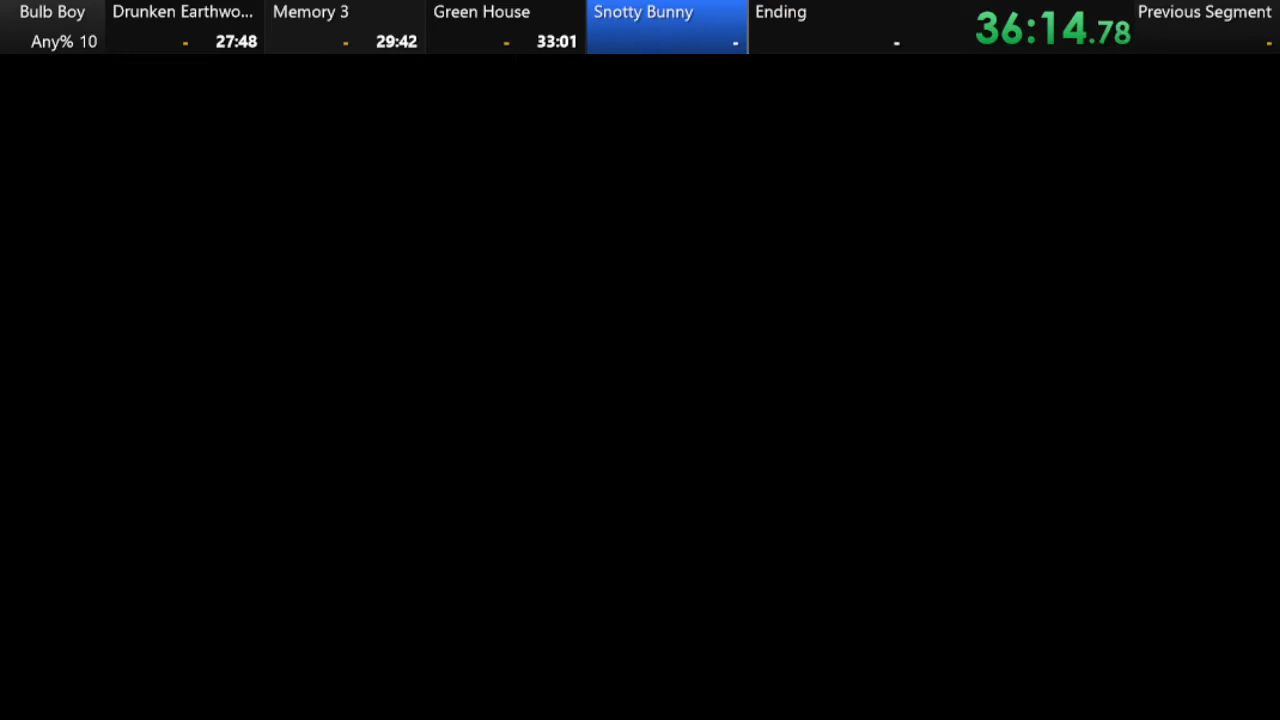 Bulb Boy
Any% 10
Drunken Earthwo...
- 27:48
Memory 3
- 29:42
Green House
- 33:01
Snotty Bunny
-
Ending
-
36:14.78
Previous Segment
-